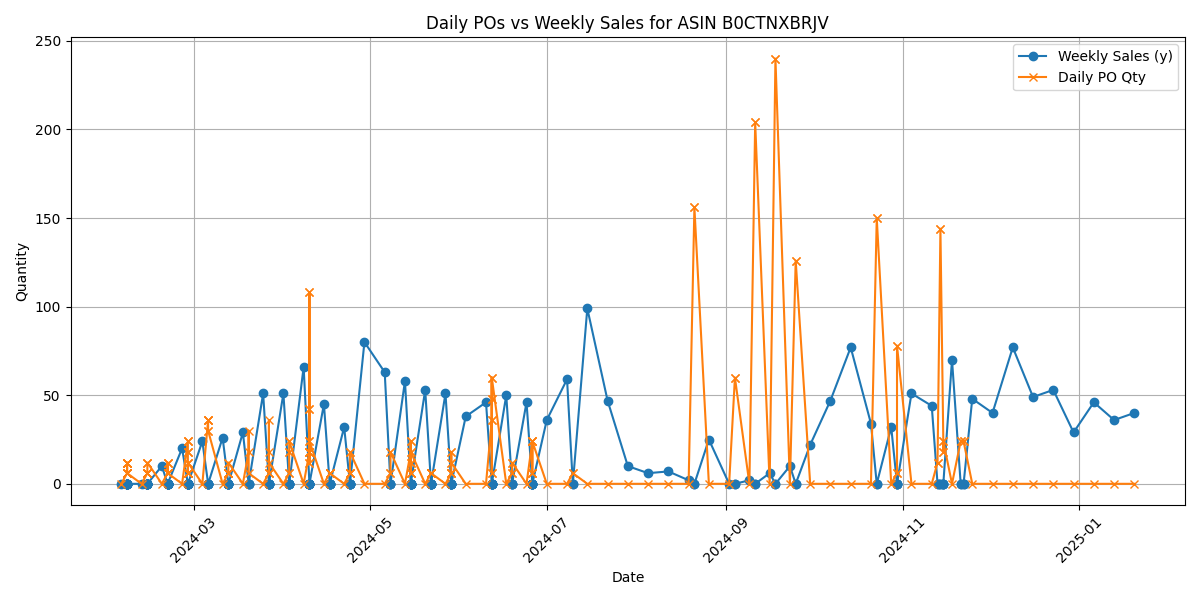 Daily POs vs Weekly Sales for ASIN B0CTNXBRJV
250
200
150
100
50
0
Quantity
Weekly Sales (y)
Daily PO Qty
2024-03
2024-05
2024-07
2024-09
2024-11
2025-01
Date